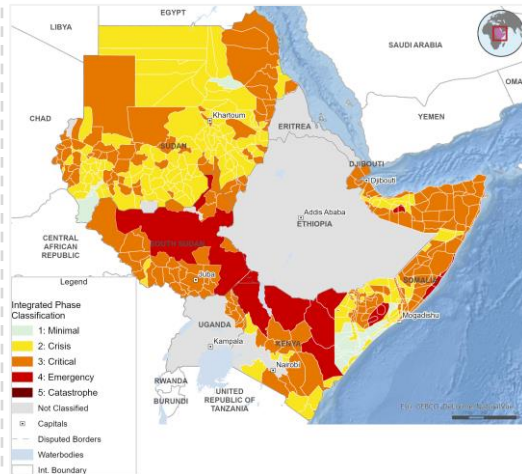 EGYPT
LIBYA
SAUDI ARABIA
OMA
CHAD
Khartoum
SUDAN
ERITREA
YEMEN
DJIBOUTI
Djibouti
Addis Ababa
ETHIOPIA
CENTRAL
AFRICAN
REPUBLIC
SOUTH SUDAN
Juba
SOMALIA
Mogadishu
UGANDA
Kampala
KENYA
Nairobi
RWANDA
BURUNDI
UNITED
REPUBLIC OF
TANZANIA
Legend
Integrated Phase
Classification
1: Minimal
2: Crisis
3: Critical
4: Emergency
5: Catastrophe
Not Classified
Capitals
Disputed Borders
Waterbodies
Int. Boundary